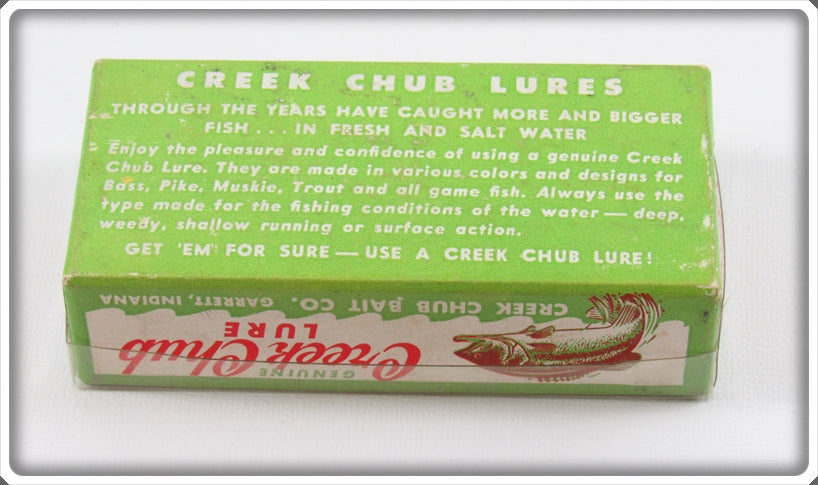 CREEK CHUB LURES
THROUGH THE YEARS HAVE CAUGHT MORE AND BIGGER
FISH . . . IN FRESH AND SALT WATER
Enjoy the pleasure and confidence of using a genuine Creek
Chub Lure. They are made in various colors and designs for
Bass, Pike, Muskie, Trout and all game fish. Always use the
type made for the fishing conditions of the water — deep,
weedy, shallow running or surface action.
GET 'EM FOR SURE — USE A CREEK CHUB LURE!
GENUINE
Creek Chub
LURE
CREEK CHUB BAIT CO. GARRETT, INDIANA